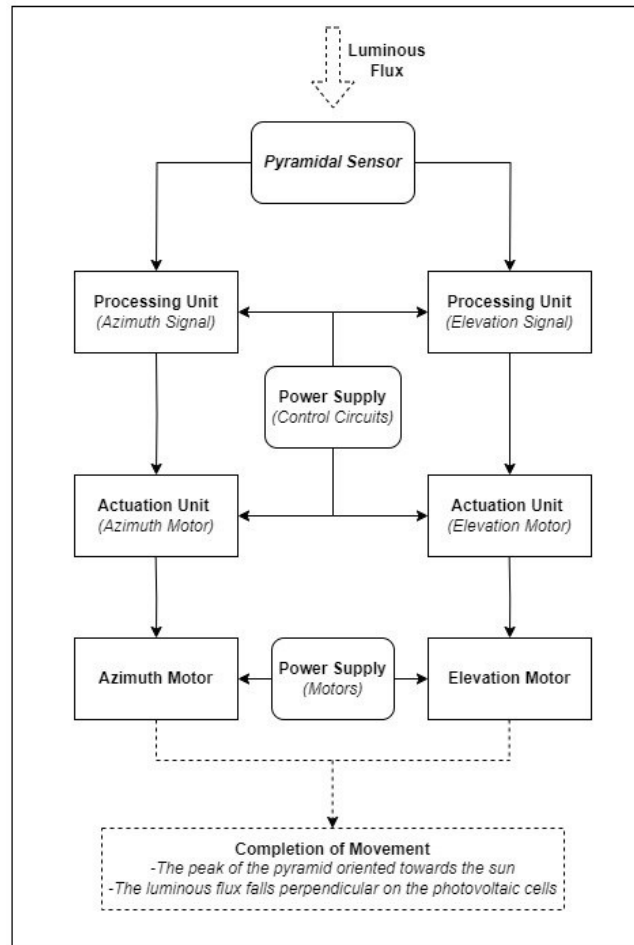 Luminous
Flux
Pyramidal Sensor
Processing Unit
(Azimuth Signal)
Processing Unit
(Elevation Signal)
Power Supply
(Control Circuits)
Actuation Unit
(Azimuth Motor)
Actuation Unit
(Elevation Motor)
Azimuth Motor
Power Supply
(Motors)
Elevation Motor
Completion of Movement
-The peak of the pyramid oriented towards the sun
-The luminous flux falls perpendicular on the photovoltaic cells